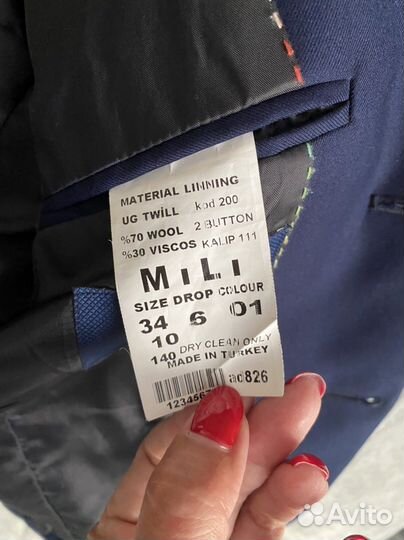 MATERIAL LINNING
UG TWİLL kod 200
%70 WOOL 2 BUTTON
%30 VISCOS KALIP 111
MiLi
SIZE DROP COLOUR
34 6 01
10
140 DRY CLEAN ONLY
MADE IN TURKEY
ad826
Avito